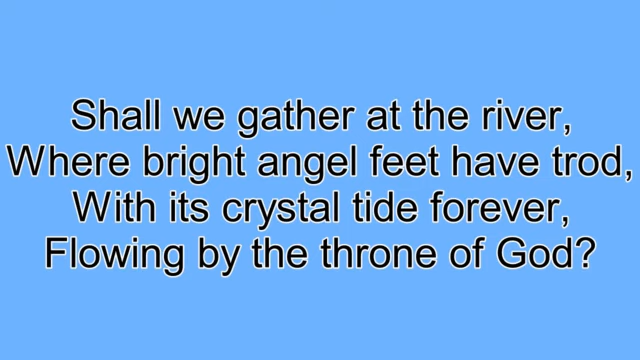 Shall we gather at the river,
Where bright angel feet have trod,
With its crystal tide forever,
Flowing by the throne of God?